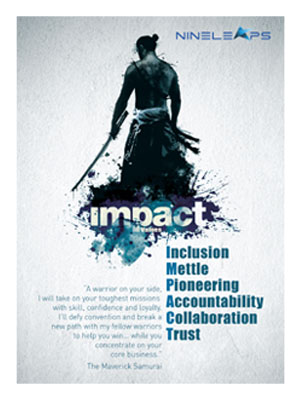 NINELEAPS
impact
values
Inclusion
Mettle
Pioneering
Accountability
Collaboration
Trust
"A warrior on your side,
I will take on your toughest missions
with skill, confidence and loyalty.
I'll defy convention and break a
new path with my fellow warriors
to help you win... while you
concentrate on your
core business."
The Maverick Samurai